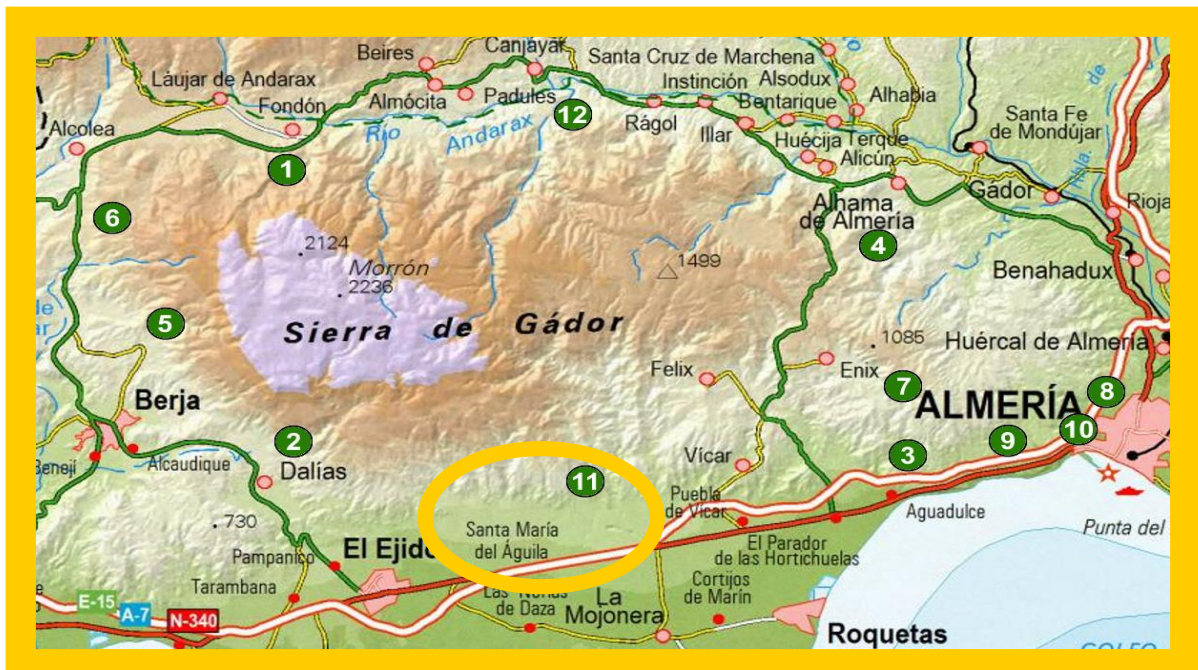 Canjáyar
Beires
Santa Cruz de Marchena
Instinción
Alsodux
Láujar de Andarax
Fondón
Almócita
Padules
Bentarique
Alhabia
12
Rágol
Illar
Santa Fe
de Mondújar
Alcolea
Río
Andarax
Huécija
Terque
Alicún
1
Gádor
Rioja
Alhama
de Almería
6
4
2124
Morrón
2236
1499
Benahadux
5
Sierra de Gádor
1085
Huércal de Almería
Felix
Enix
7
8
Berja
ALMERÍA
10
2
9
Benejí
Alcaudique
Dalías
Vícar
3
11
Puebla
de Vícar
Aguadulce
730
Santa María
del Águila
Punta del
Pampanico
El Ejido
El Parador
de las Hortichuelas
Tarambana
Las Norias
de Daza
La
Mojonera
Cortijos
de Marín
E-15
A-7
N-340
Roquetas
GOLFO